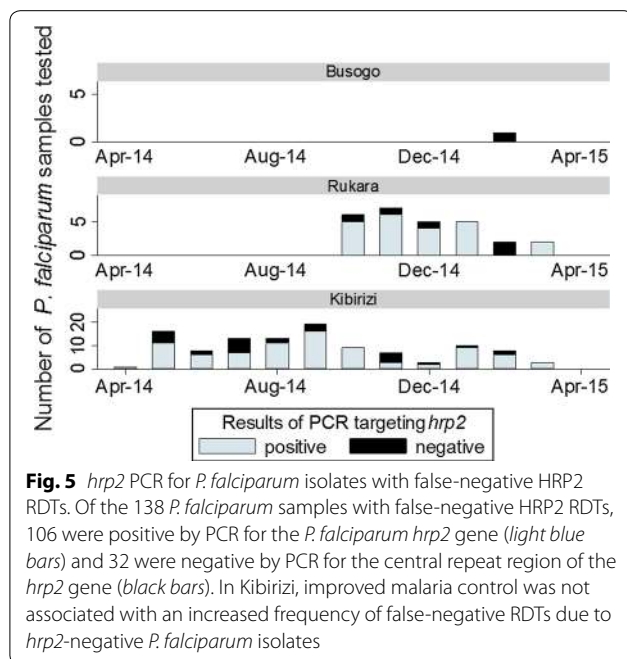 Number of P. falciparum samples tested
Busogo
5
0
Apr-14 Aug-14 Dec-14 Apr-15
Rukara
5
0
Apr-14 Aug-14 Dec-14 Apr-15
Kibirizi
20
10
0
Apr-14 Aug-14 Dec-14 Apr-15
Results of PCR targeting hrp2
positive negative
Fig. 5 hrp2 PCR for P. falciparum isolates with false-negative HRP2
RDTs. Of the 138 P. falciparum samples with false-negative HRP2 RDTs,
106 were positive by PCR for the P. falciparum hrp2 gene (light blue
bars) and 32 were negative by PCR for the central repeat region of the
hrp2 gene (black bars). In Kibirizi, improved malaria control was not
associated with an increased frequency of false-negative RDTs due to
hrp2-negative P. falciparum isolates